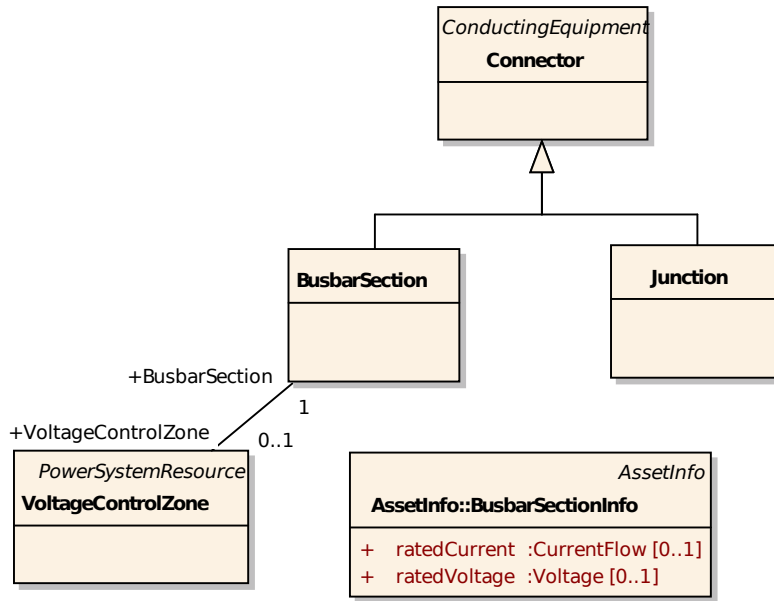 ConductingEquipment
Connector
BusbarSection
Junction
+BusbarSection
1
+VoltageControlZone
0..1
PowerSystemResource
VoltageControlZone
AssetInfo
AssetInfo::BusbarSectionInfo
+ ratedCurrent :CurrentFlow [0..1]
+ ratedVoltage :Voltage [0..1]